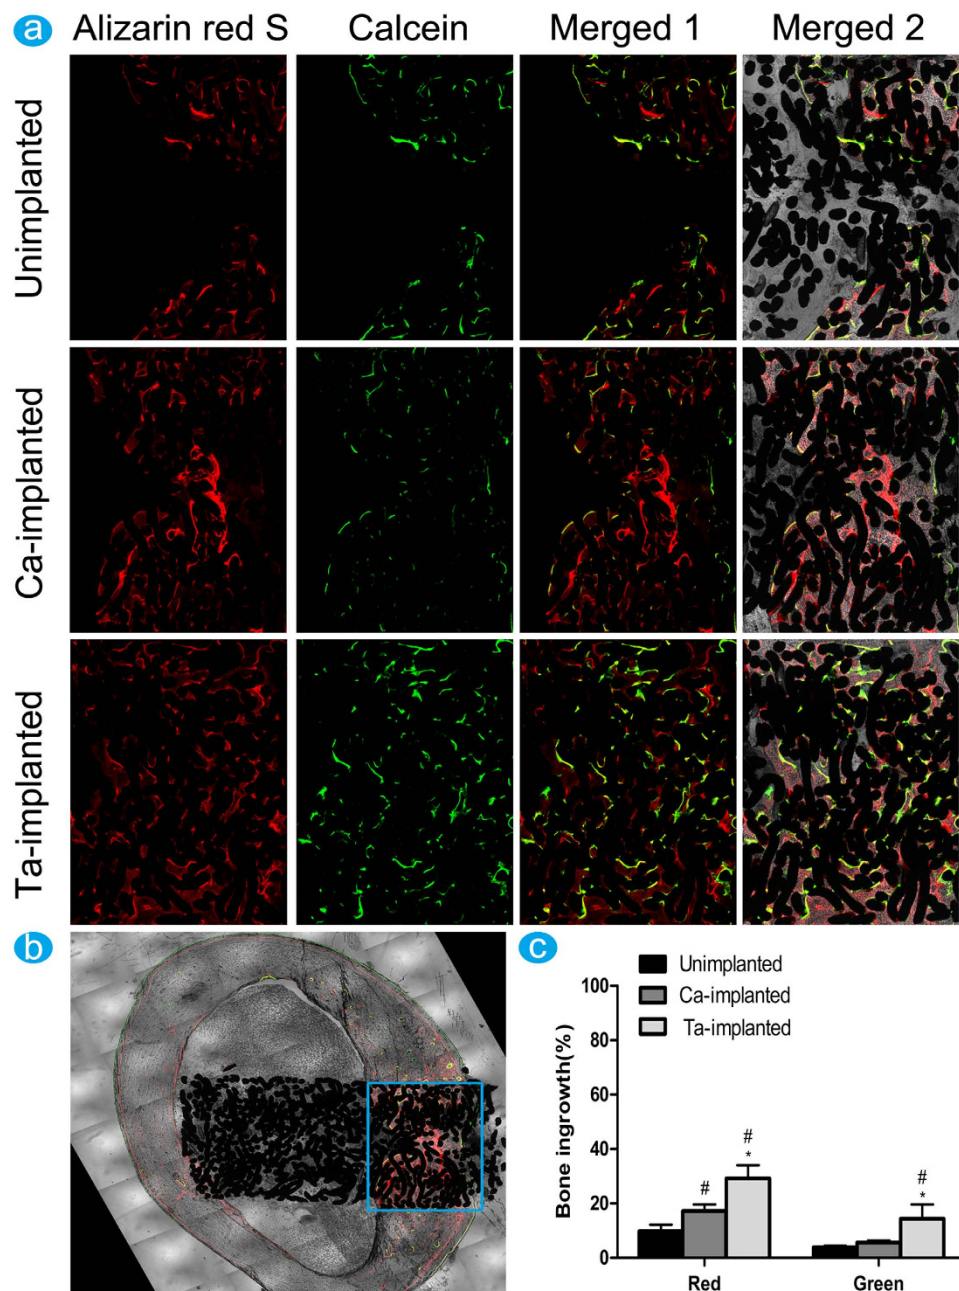 a Alizarin red S Calcein Merged 1 Merged 2
Unimplanted
Ca-implanted
Ta-implanted
b
c
Unimplanted
Ca-implanted
Ta-implanted
Bone ingrowth(%)
100
80
60
40
20
0
#
#
*
#
*
Red Green